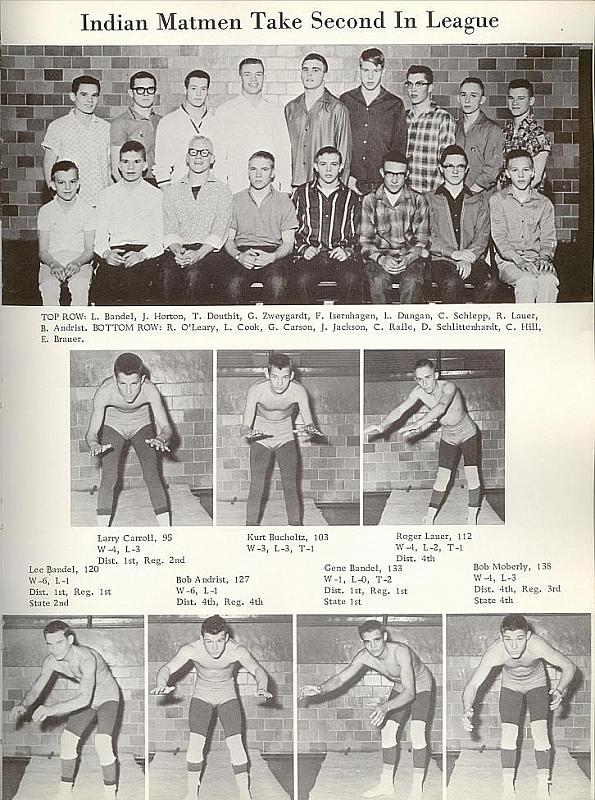 Indian Matmen Take Second In League
TOP ROW: L. Bandel, J. Horton, T. Douthit, G. Zweygardt, F. Isernhagen, L. Dungan, C. Schlepp, R. Lauer,
B. Andrist. BOTTOM ROW: R. O'Leary, L. Cook, G. Carson, J. Jackson, C. Raile, D. Schlittenhardt, C. Hill,
E. Brauer.
Larry Carroll, 95
W-4, L-3
Dist. 1st, Reg. 2nd
Kurt Bucholtz, 103
W-3, L-3, T-1
Roger Lauer, 112
W-4, L-2, T-1
Dist. 4th
Lee Bandel, 120
W-6, L-1
Dist. 1st, Reg. 1st
State 2nd
Bob Andrist, 127
W-6, L-1
Dist. 4th, Reg. 4th
Gene Bandel, 133
W-1, L-0, T-2
Dist. 1st, Reg. 1st
State 1st
Bob Moberly, 138
W-4, L-3
Dist. 4th, Reg. 3rd
State 4th